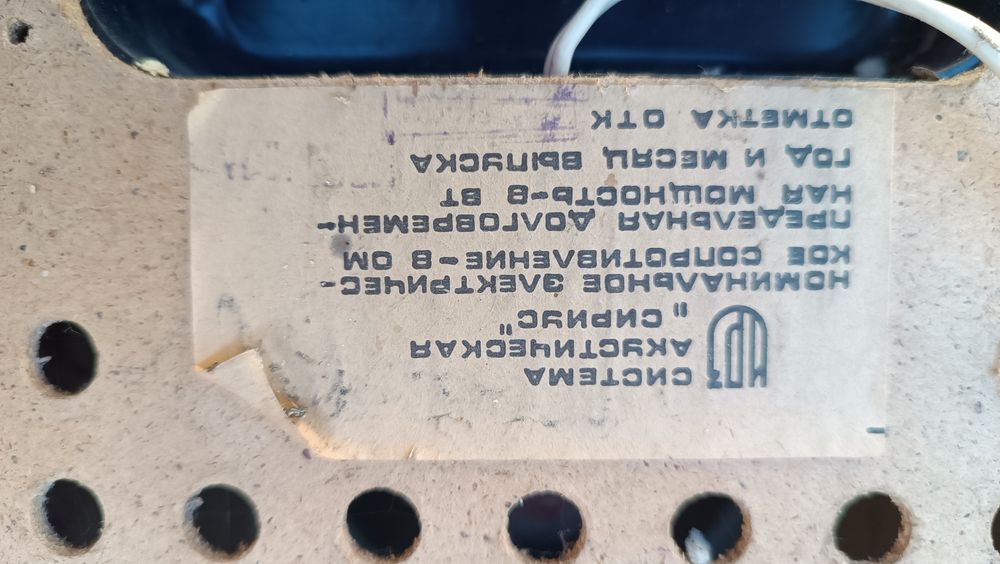 ИРЗ
СИСТЕМА
АКУСТИЧЕСКАЯ
„СИРИУС"
НОМИНАЛЬНОЕ ЭЛЕКТРИЧЕС-
КОЕ СОПРОТИВЛЕНИЕ-8 ОМ
ПРЕДЕЛЬНАЯ ДОЛГОВРЕМЕН-
НАЯ МОЩНОСТЬ-8 ВТ
ГОД И МЕСЯЦ ВЫПУСКА
ОТМЕТКА ОТК